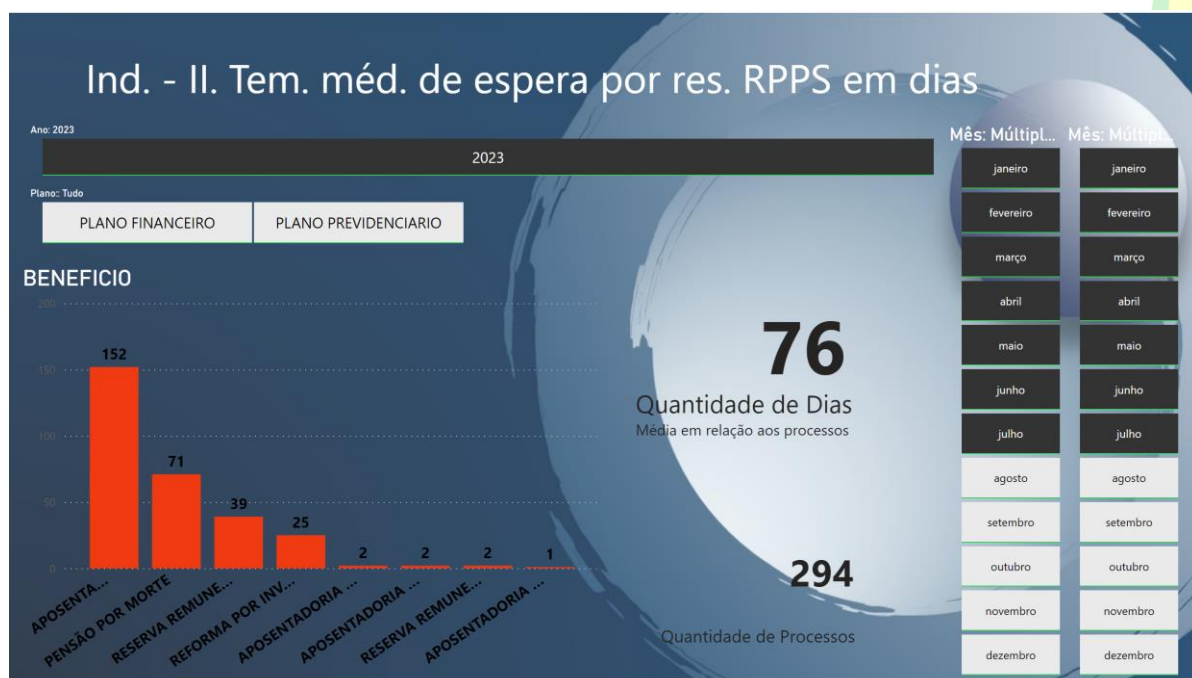 Ind. - II. Tem. méd. de espera por res. RPPS em dias
Ano: 2023
2023
Plano:: Tudo
PLANO FINANCEIRO
PLANO PREVIDENCIARIO
BENEFICIO
200
150
100
50
0
152
71
39
25
2
2
2
1
APOSENTA...
PENSÃO POR MORTE
RESERVA REMUNE...
REFORMA POR INV...
APOSENTADORIA ...
APOSENTADORIA ...
RESERVA REMUNE...
APOSENTADORIA ...
76
Quantidade de Dias
Média em relação aos processos
294
Quantidade de Processos
Mês: Múltipl...
janeiro
fevereiro
março
abril
maio
junho
julho
agosto
setembro
outubro
novembro
dezembro
Mês: Múltipl...
janeiro
fevereiro
março
abril
maio
junho
julho
agosto
setembro
outubro
novembro
dezembro